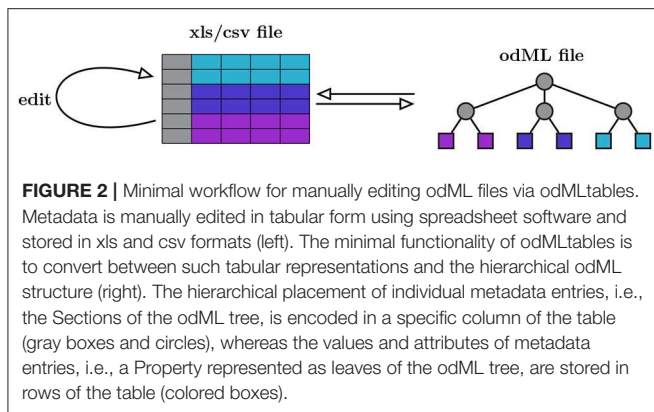 xls/csv file
odML file
edit
FIGURE 2 | Minimal workflow for manually editing odML files via odMLtables.
Metadata is manually edited in tabular form using spreadsheet software and
stored in xls and csv formats (left). The minimal functionality of odMLtables is
to convert between such tabular representations and the hierarchical odML
structure (right). The hierarchical placement of individual metadata entries, i.e.,
the Sections of the odML tree, is encoded in a specific column of the table
(gray boxes and circles), whereas the values and attributes of metadata
entries, i.e., a Property represented as leaves of the odML tree, are stored in
rows of the table (colored boxes).